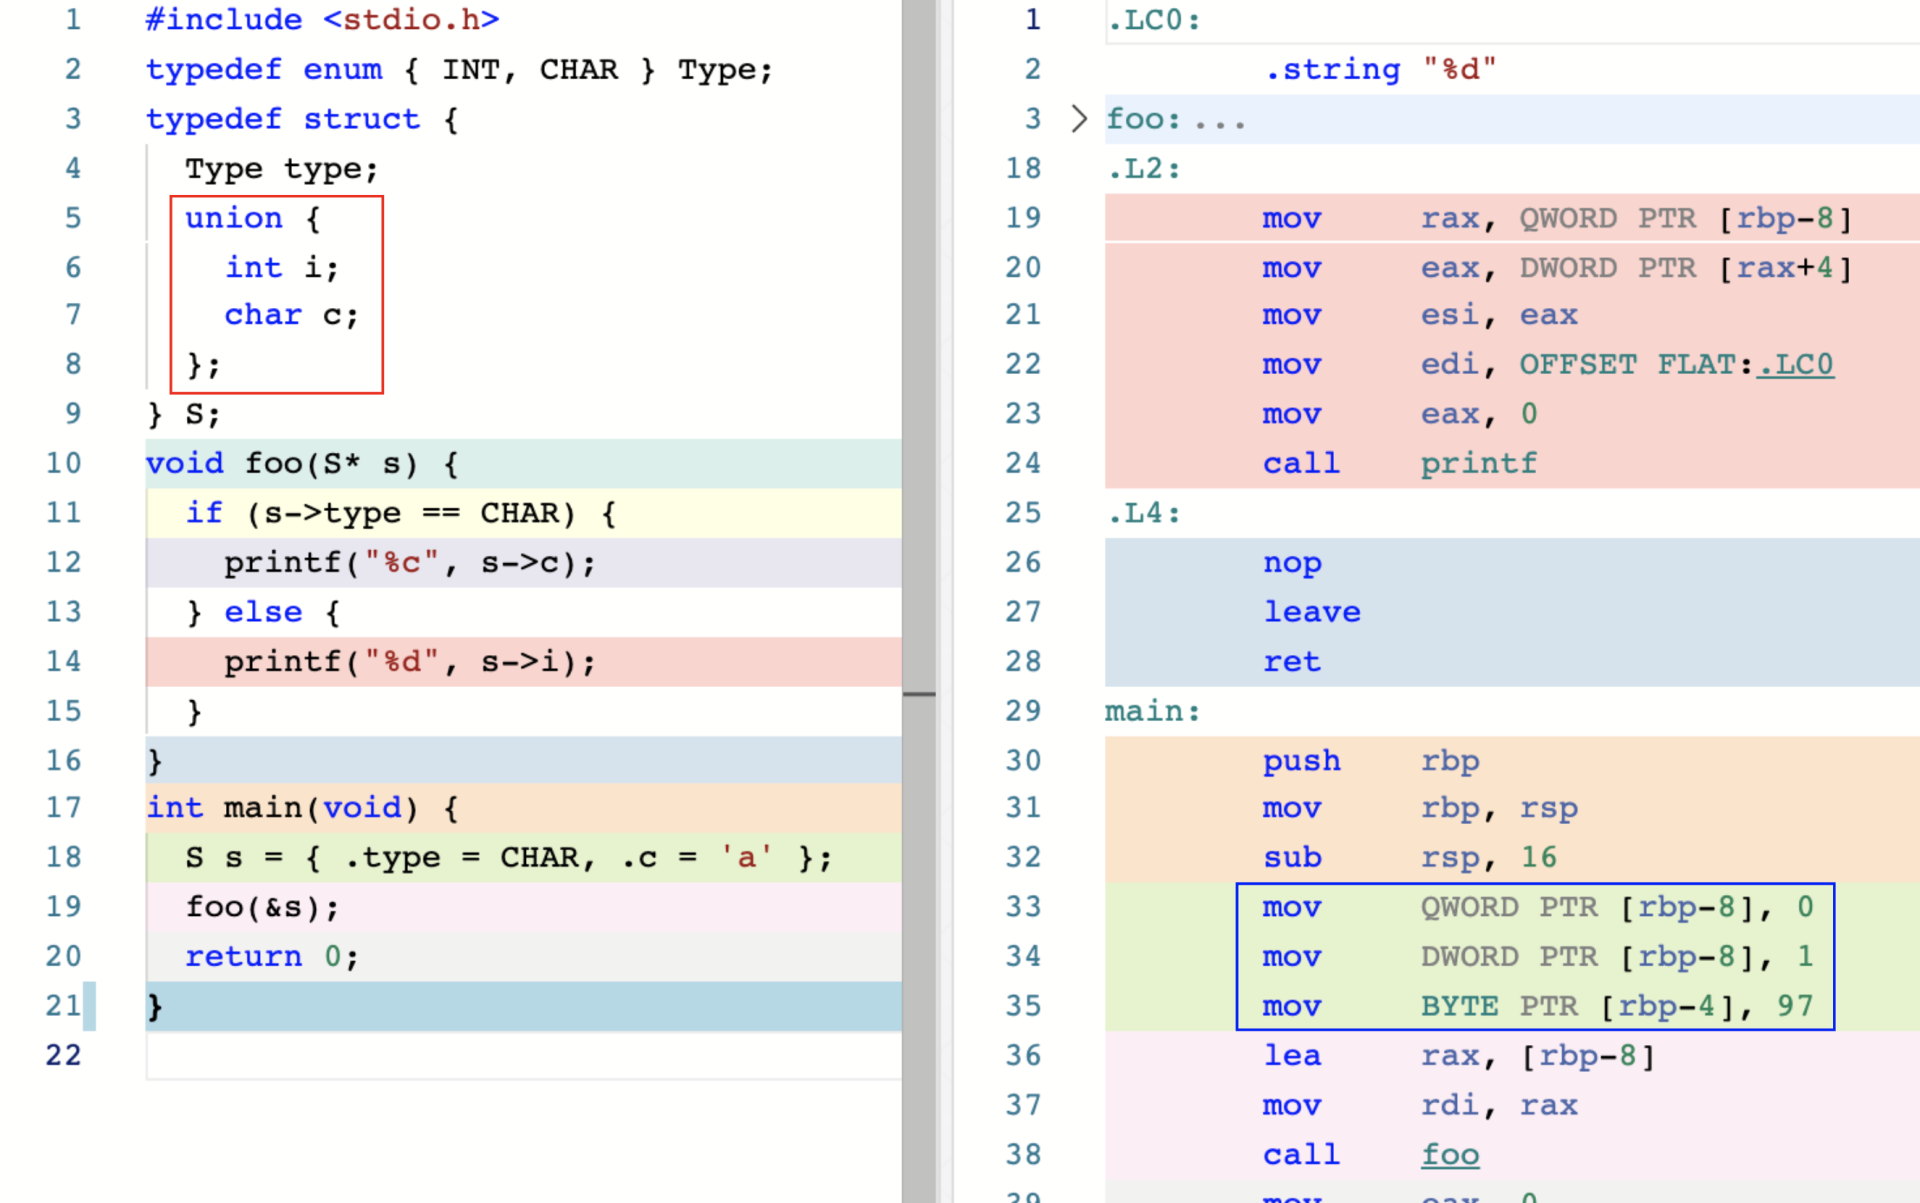 1 #include <stdio.h>
2 typedef enum { INT, CHAR } Type;
3 typedef struct {
4   Type type;
5   union {
6     int i;
7     char c;
8   };
9 } S;
10 void foo(S* s) {
11   if (s->type == CHAR) {
12     printf("%c", s->c);
13   } else {
14     printf("%d", s->i);
15   }
16 }
17 int main(void) {
18   S s = { .type = CHAR, .c = 'a' };
19   foo(&s);
20   return 0;
21 }
22
1 .LC0:
2         .string "%d"
3 foo: ...
18 .L2:
19         mov     rax, QWORD PTR [rbp-8]
20         mov     eax, DWORD PTR [rax+4]
21         mov     esi, eax
22         mov     edi, OFFSET FLAT:.LC0
23         mov     eax, 0
24         call    printf
25 .L4:
26         nop
27         leave
28         ret
29 main:
30         push    rbp
31         mov     rbp, rsp
32         sub     rsp, 16
33         mov     QWORD PTR [rbp-8], 0
34         mov     DWORD PTR [rbp-8], 1
35         mov     BYTE PTR [rbp-4], 97
36         lea     rax, [rbp-8]
37         mov     rdi, rax
38         call    foo
39         mov     eax, 0